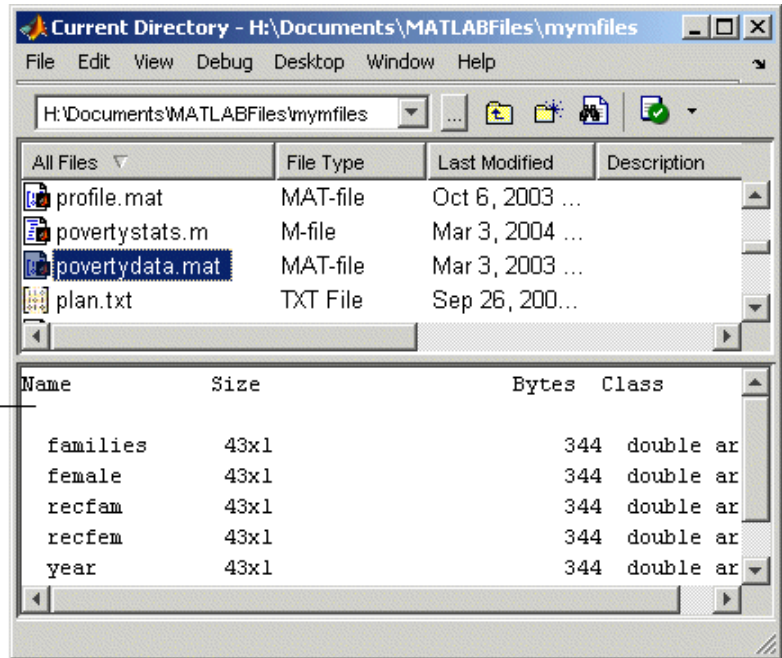 Current Directory - H:\Documents\MATLABFiles\mymfiles
File Edit View Debug Desktop Window Help
H:\Documents\MATLABFiles\mymfiles ...
All Files File Type Last Modified Description
profile.mat MAT-file Oct 6, 2003 ...
povertystats.m M-file Mar 3, 2004 ...
povertydata.mat MAT-file Mar 3, 2003 ...
plan.txt TXT File Sep 26, 200...
Name Size Bytes Class
families 43x1 344 double ar
female 43x1 344 double ar
recfam 43x1 344 double ar
recfem 43x1 344 double ar
year 43x1 344 double ar